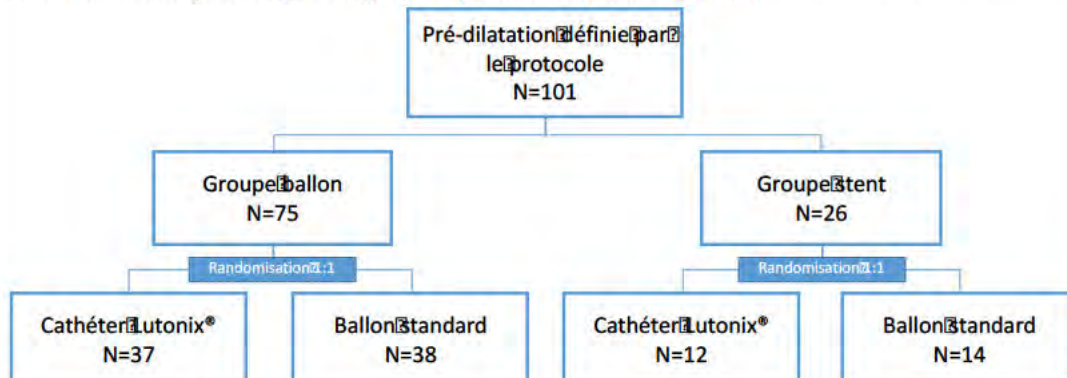 Pré-dilatation définie par
le protocole
N=101
Groupe ballon
N=75
Groupe stent
N=26
Randomisation 1:1
Randomisation 1:1
Cathéter Lutonix®
N=37
Ballon standard
N=38
Cathéter Lutonix®
N=12
Ballon standard
N=14